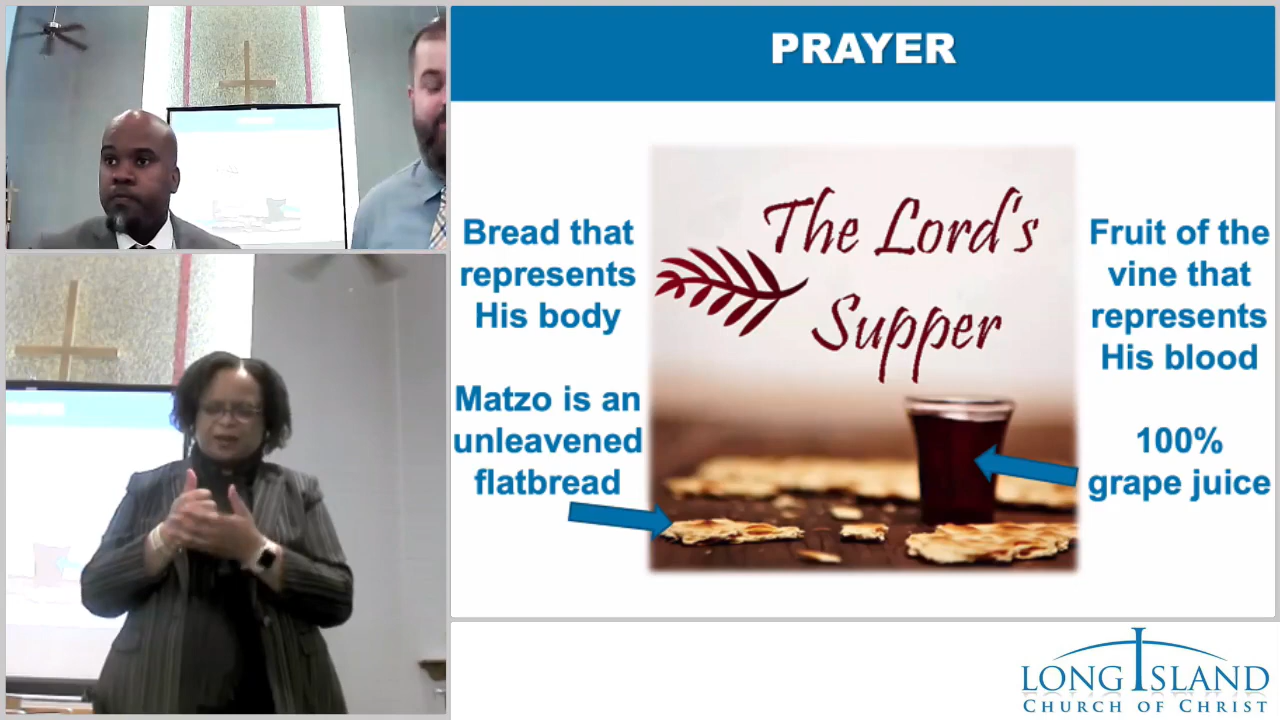 PRAYER
Bread that
represents
His body
Matzo is an
unleavened
flatbread
The Lord's
Supper
Fruit of the
vine that
represents
His blood
100%
grape juice
LONG ISLAND
CHURCH OF CHRIST